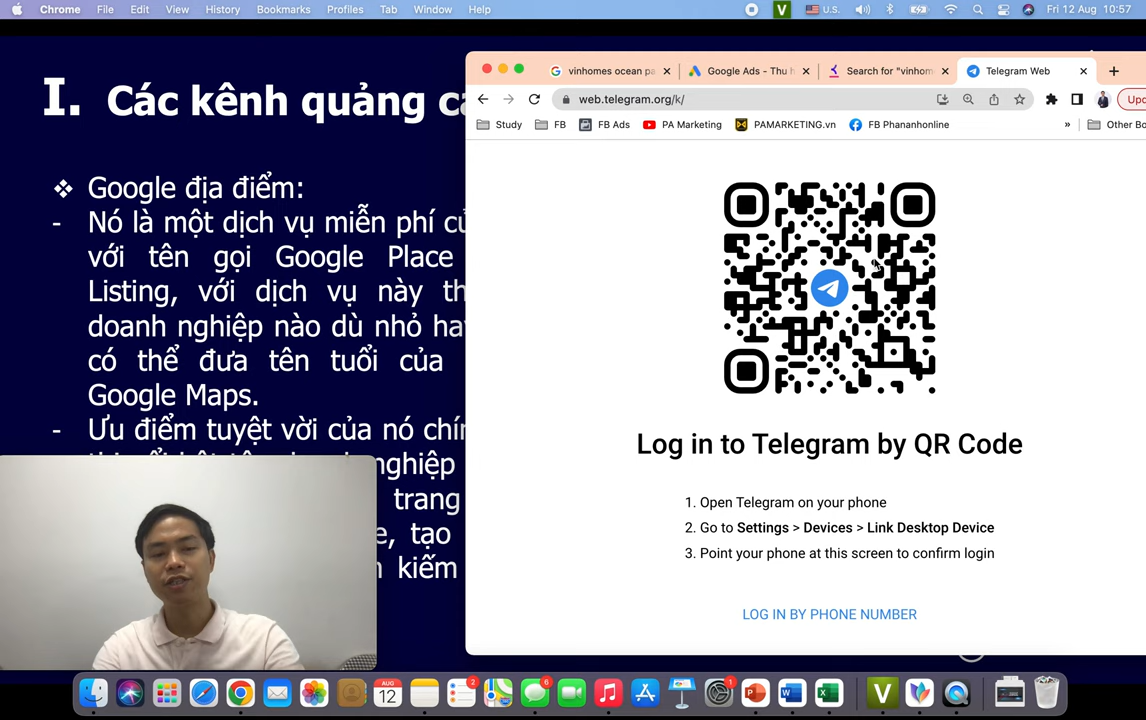 Chrome File Edit View History Bookmarks Profiles Tab Window Help
V U.S. Fri 12 Aug 10:57
I. Các kênh quảng
❖ Google địa điểm:
- Nó là một dịch vụ miễn phí
với tên gọi Google Place
Listing, với dịch vụ này
doanh nghiệp nào dù nhỏ
có thể đưa tên tuổi của
Google Maps.
- Ưu điểm tuyệt vời của nó
trang
tạo
kiếm
vinhomes ocean pa
Google Ads - Thu h
Search for "vinhom
Telegram Web
web.telegram.org/k/
Study FB FB Ads PA Marketing PAMARKETING.vn FB Phananhonline » Other Bo
Log in to Telegram by QR Code
1. Open Telegram on your phone
2. Go to Settings > Devices > Link Desktop Device
3. Point your phone at this screen to confirm login
LOG IN BY PHONE NUMBER
AUG
12
2
6
1
V